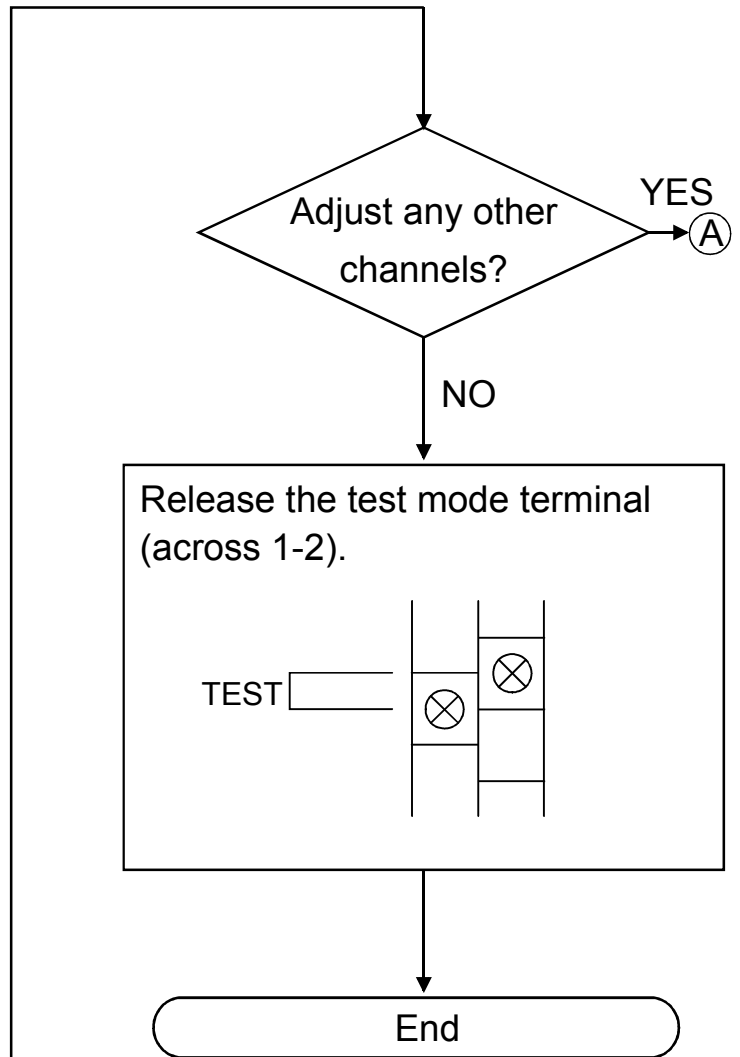 Adjust any other
channels?
YES
A
NO
Release the test mode terminal
(across 1-2).
TEST
End